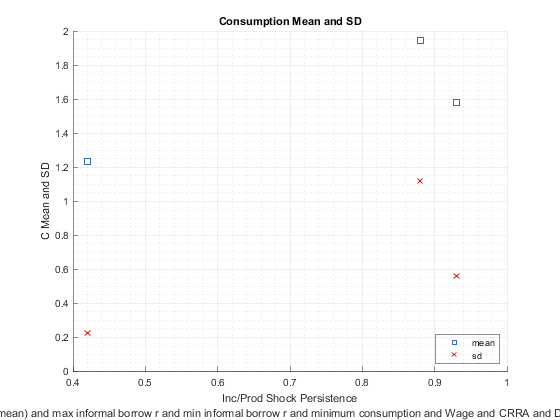 Consumption Mean and SD
2
1.8
1.6
1.4
1.2
1
0.8
0.6
0.4
0.2
0
C Mean and SD
mean
sd
0.4 0.5 0.6 0.7 0.8 0.9 1
Inc/Prod Shock Persistence
mean) and max informal borrow r and min informal borrow r and minimum consumption and Wage and CRRA and